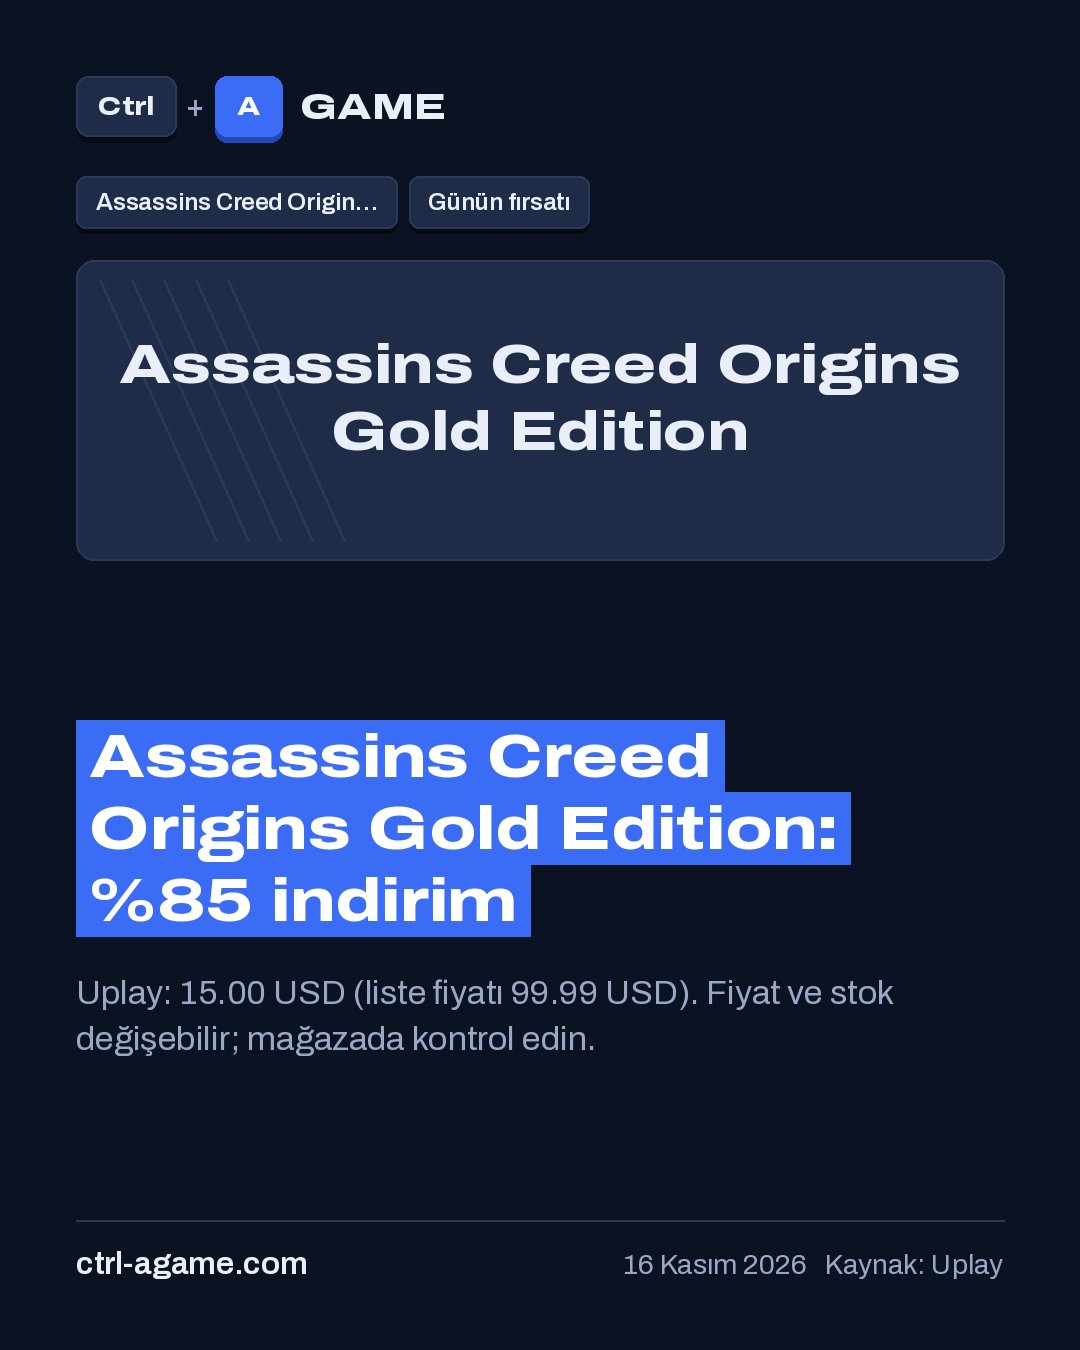 Ctrl + A GAME
Assassins Creed Origin... Günün fırsatı
Assassins Creed Origins
Gold Edition
Assassins Creed
Origins Gold Edition:
%85 indirim
Uplay: 15.00 USD (liste fiyatı 99.99 USD). Fiyat ve stok
değişebilir; mağazada kontrol edin.
ctrl-agame.com 16 Kasım 2026 Kaynak: Uplay